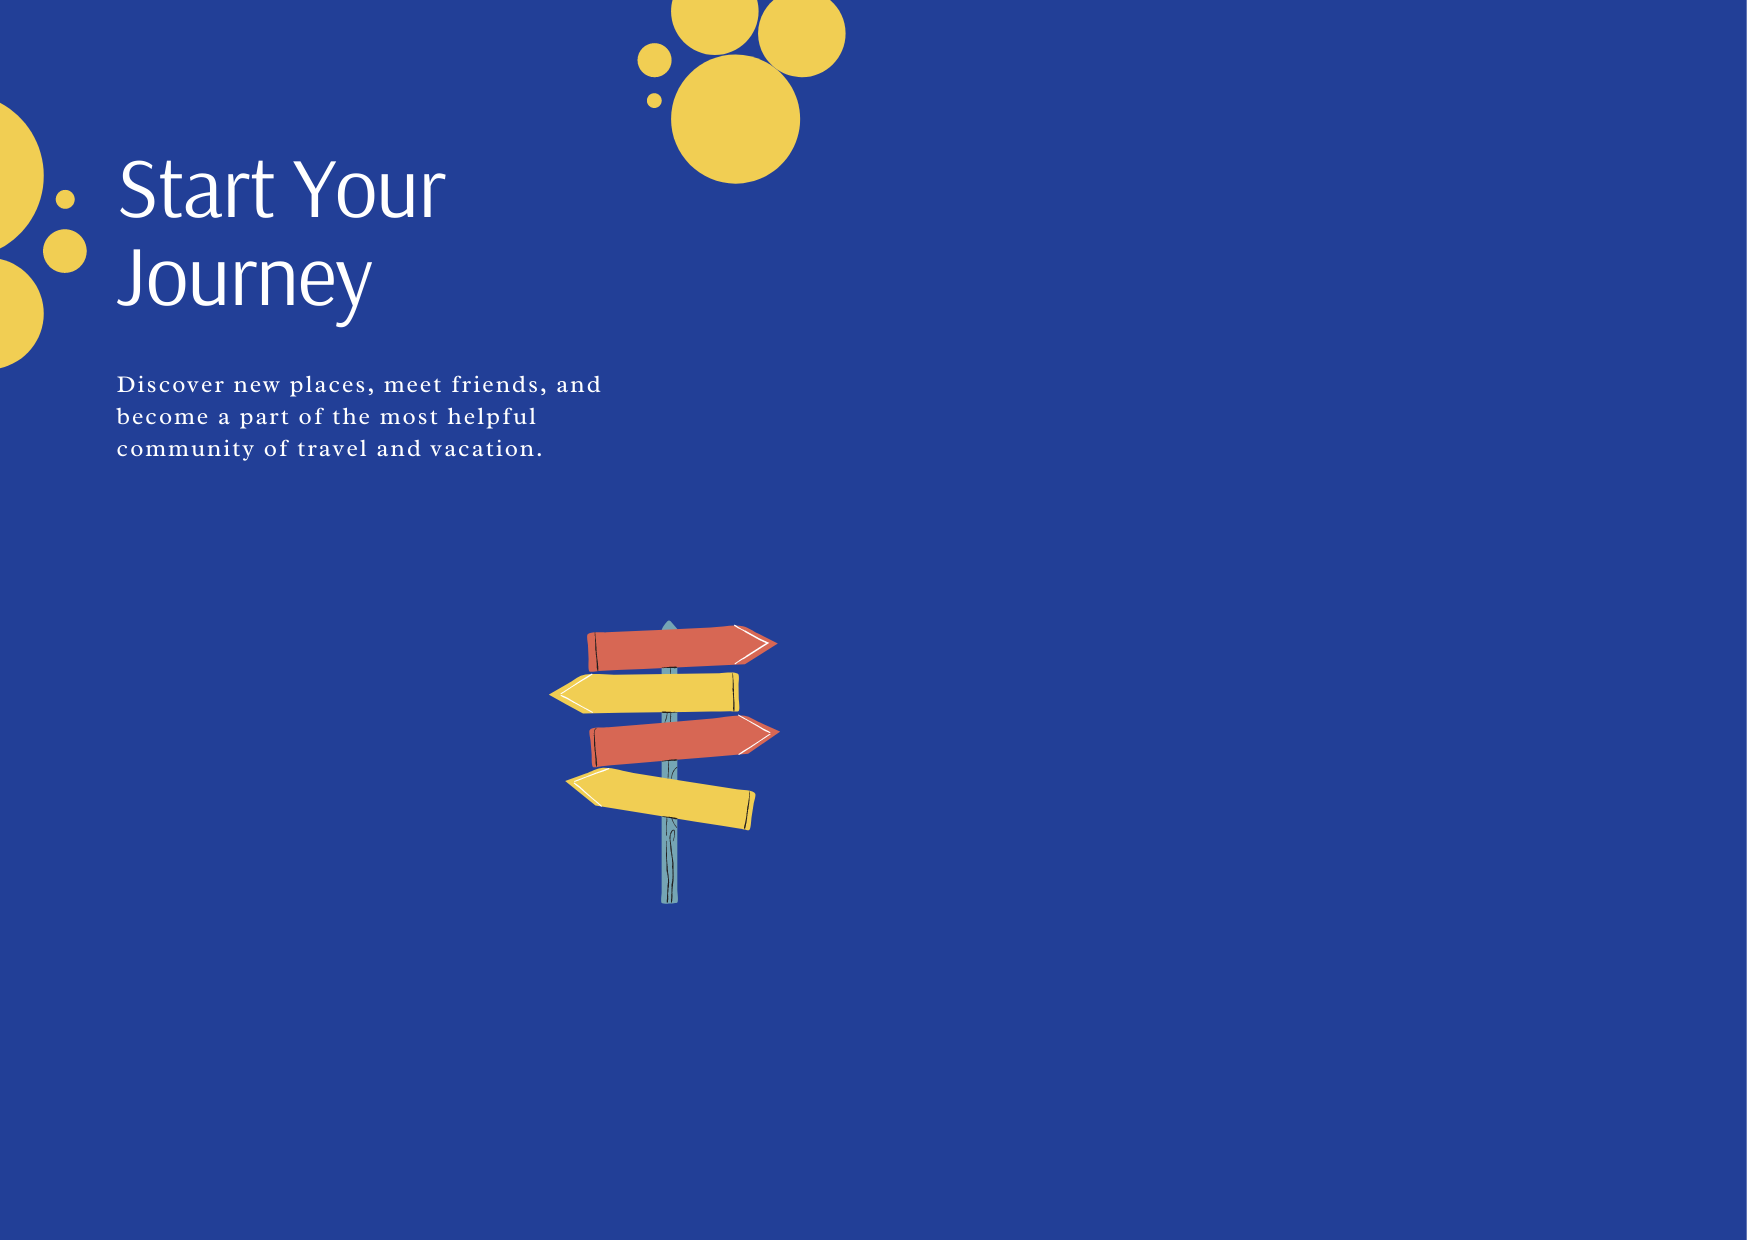 Start Your
Journey
Discover new places, meet friends, and
become a part of the most helpful
community of travel and vacation.